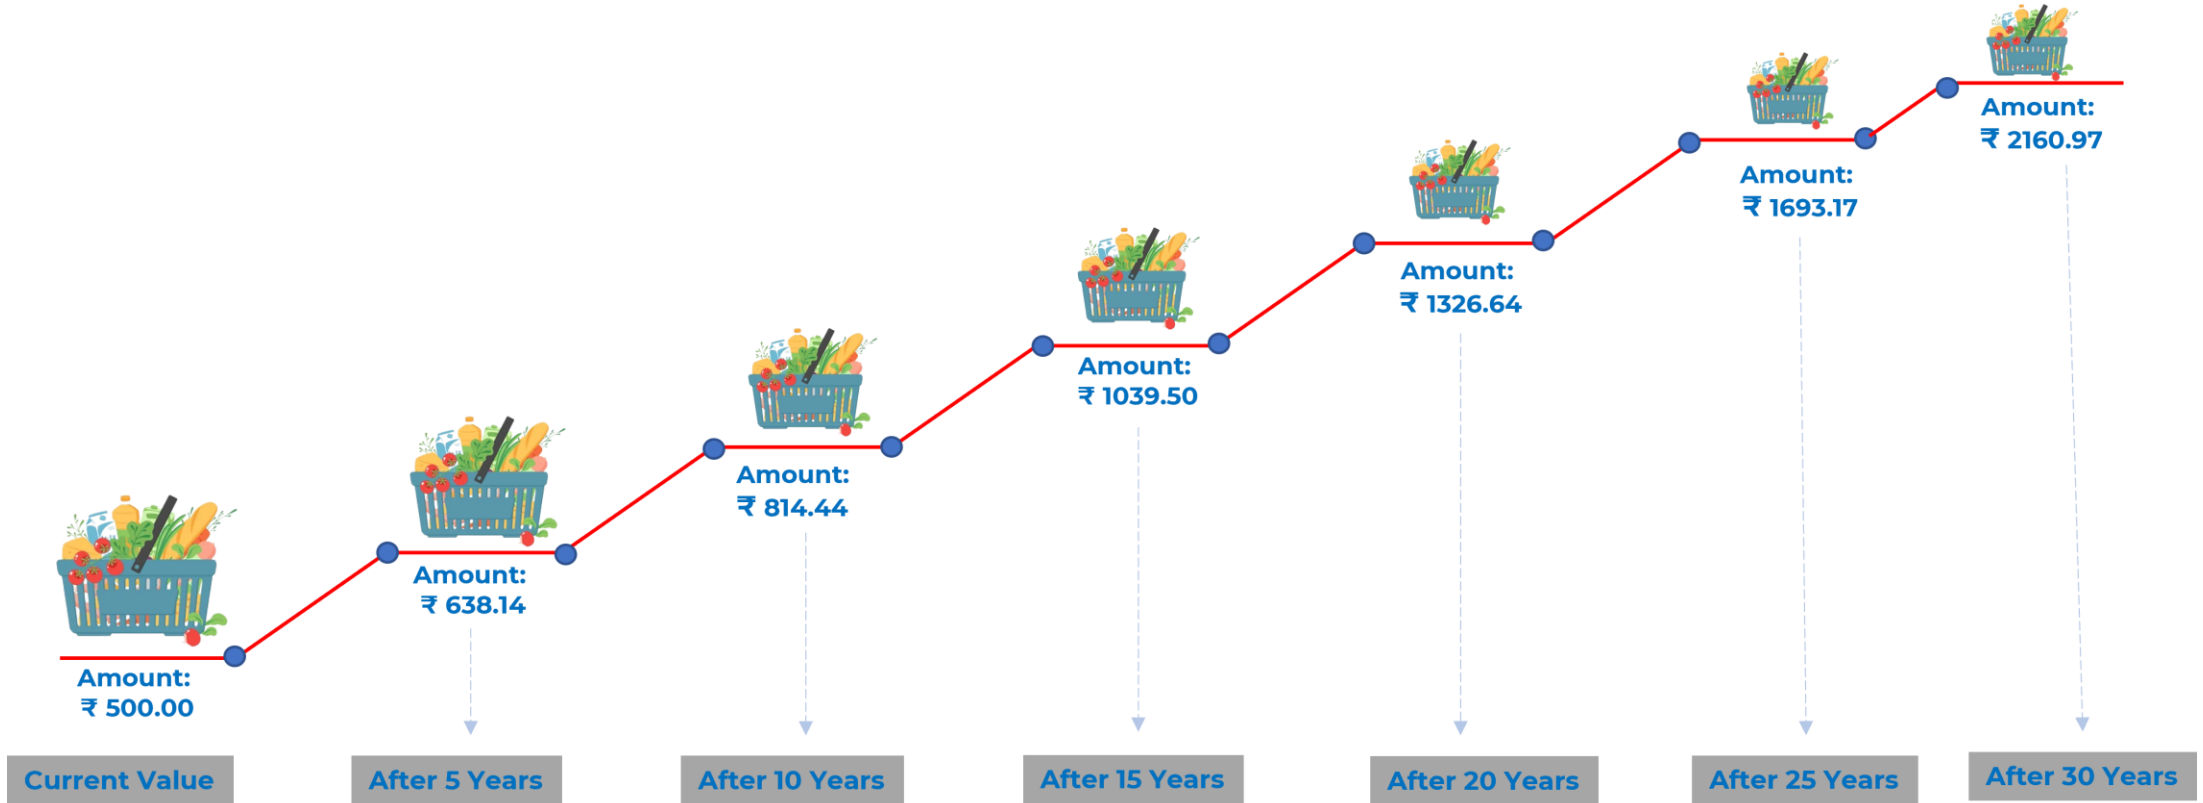 Amount:
₹ 2160.97
Amount:
₹ 1693.17
Amount:
₹ 1326.64
Amount:
₹ 1039.50
Amount:
₹ 814.44
Amount:
₹ 638.14
Amount:
₹ 500.00
Current Value
After 5 Years
After 10 Years
After 15 Years
After 20 Years
After 25 Years
After 30 Years